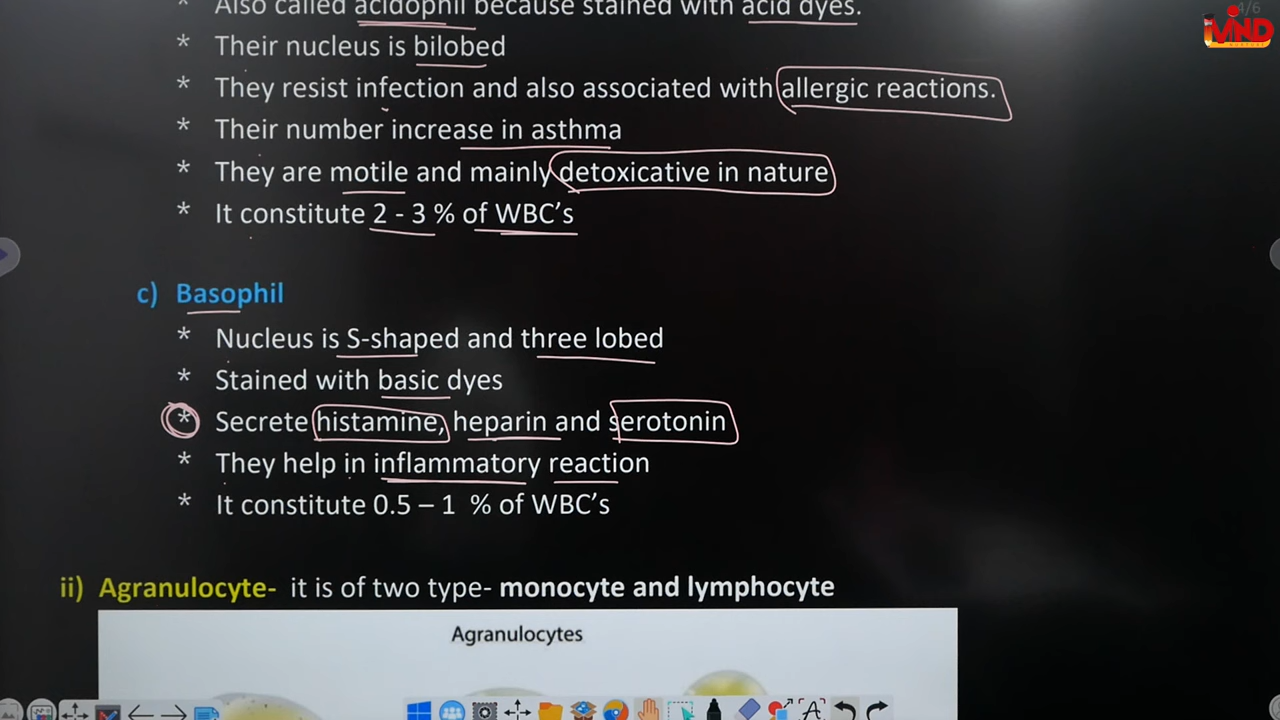 * Also called acidophil because stained with acid dyes.
* Their nucleus is bilobed
* They resist infection and also associated with allergic reactions.
* Their number increase in asthma
* They are motile and mainly detoxicative in nature
* It constitute 2 - 3 % of WBC's
c) Basophil
* Nucleus is S-shaped and three lobed
* Stained with basic dyes
* Secrete histamine, heparin and serotonin
* They help in inflammatory reaction
* It constitute 0.5 – 1 % of WBC's
ii) Agranulocyte- it is of two type- monocyte and lymphocyte
Agranulocytes
MIND